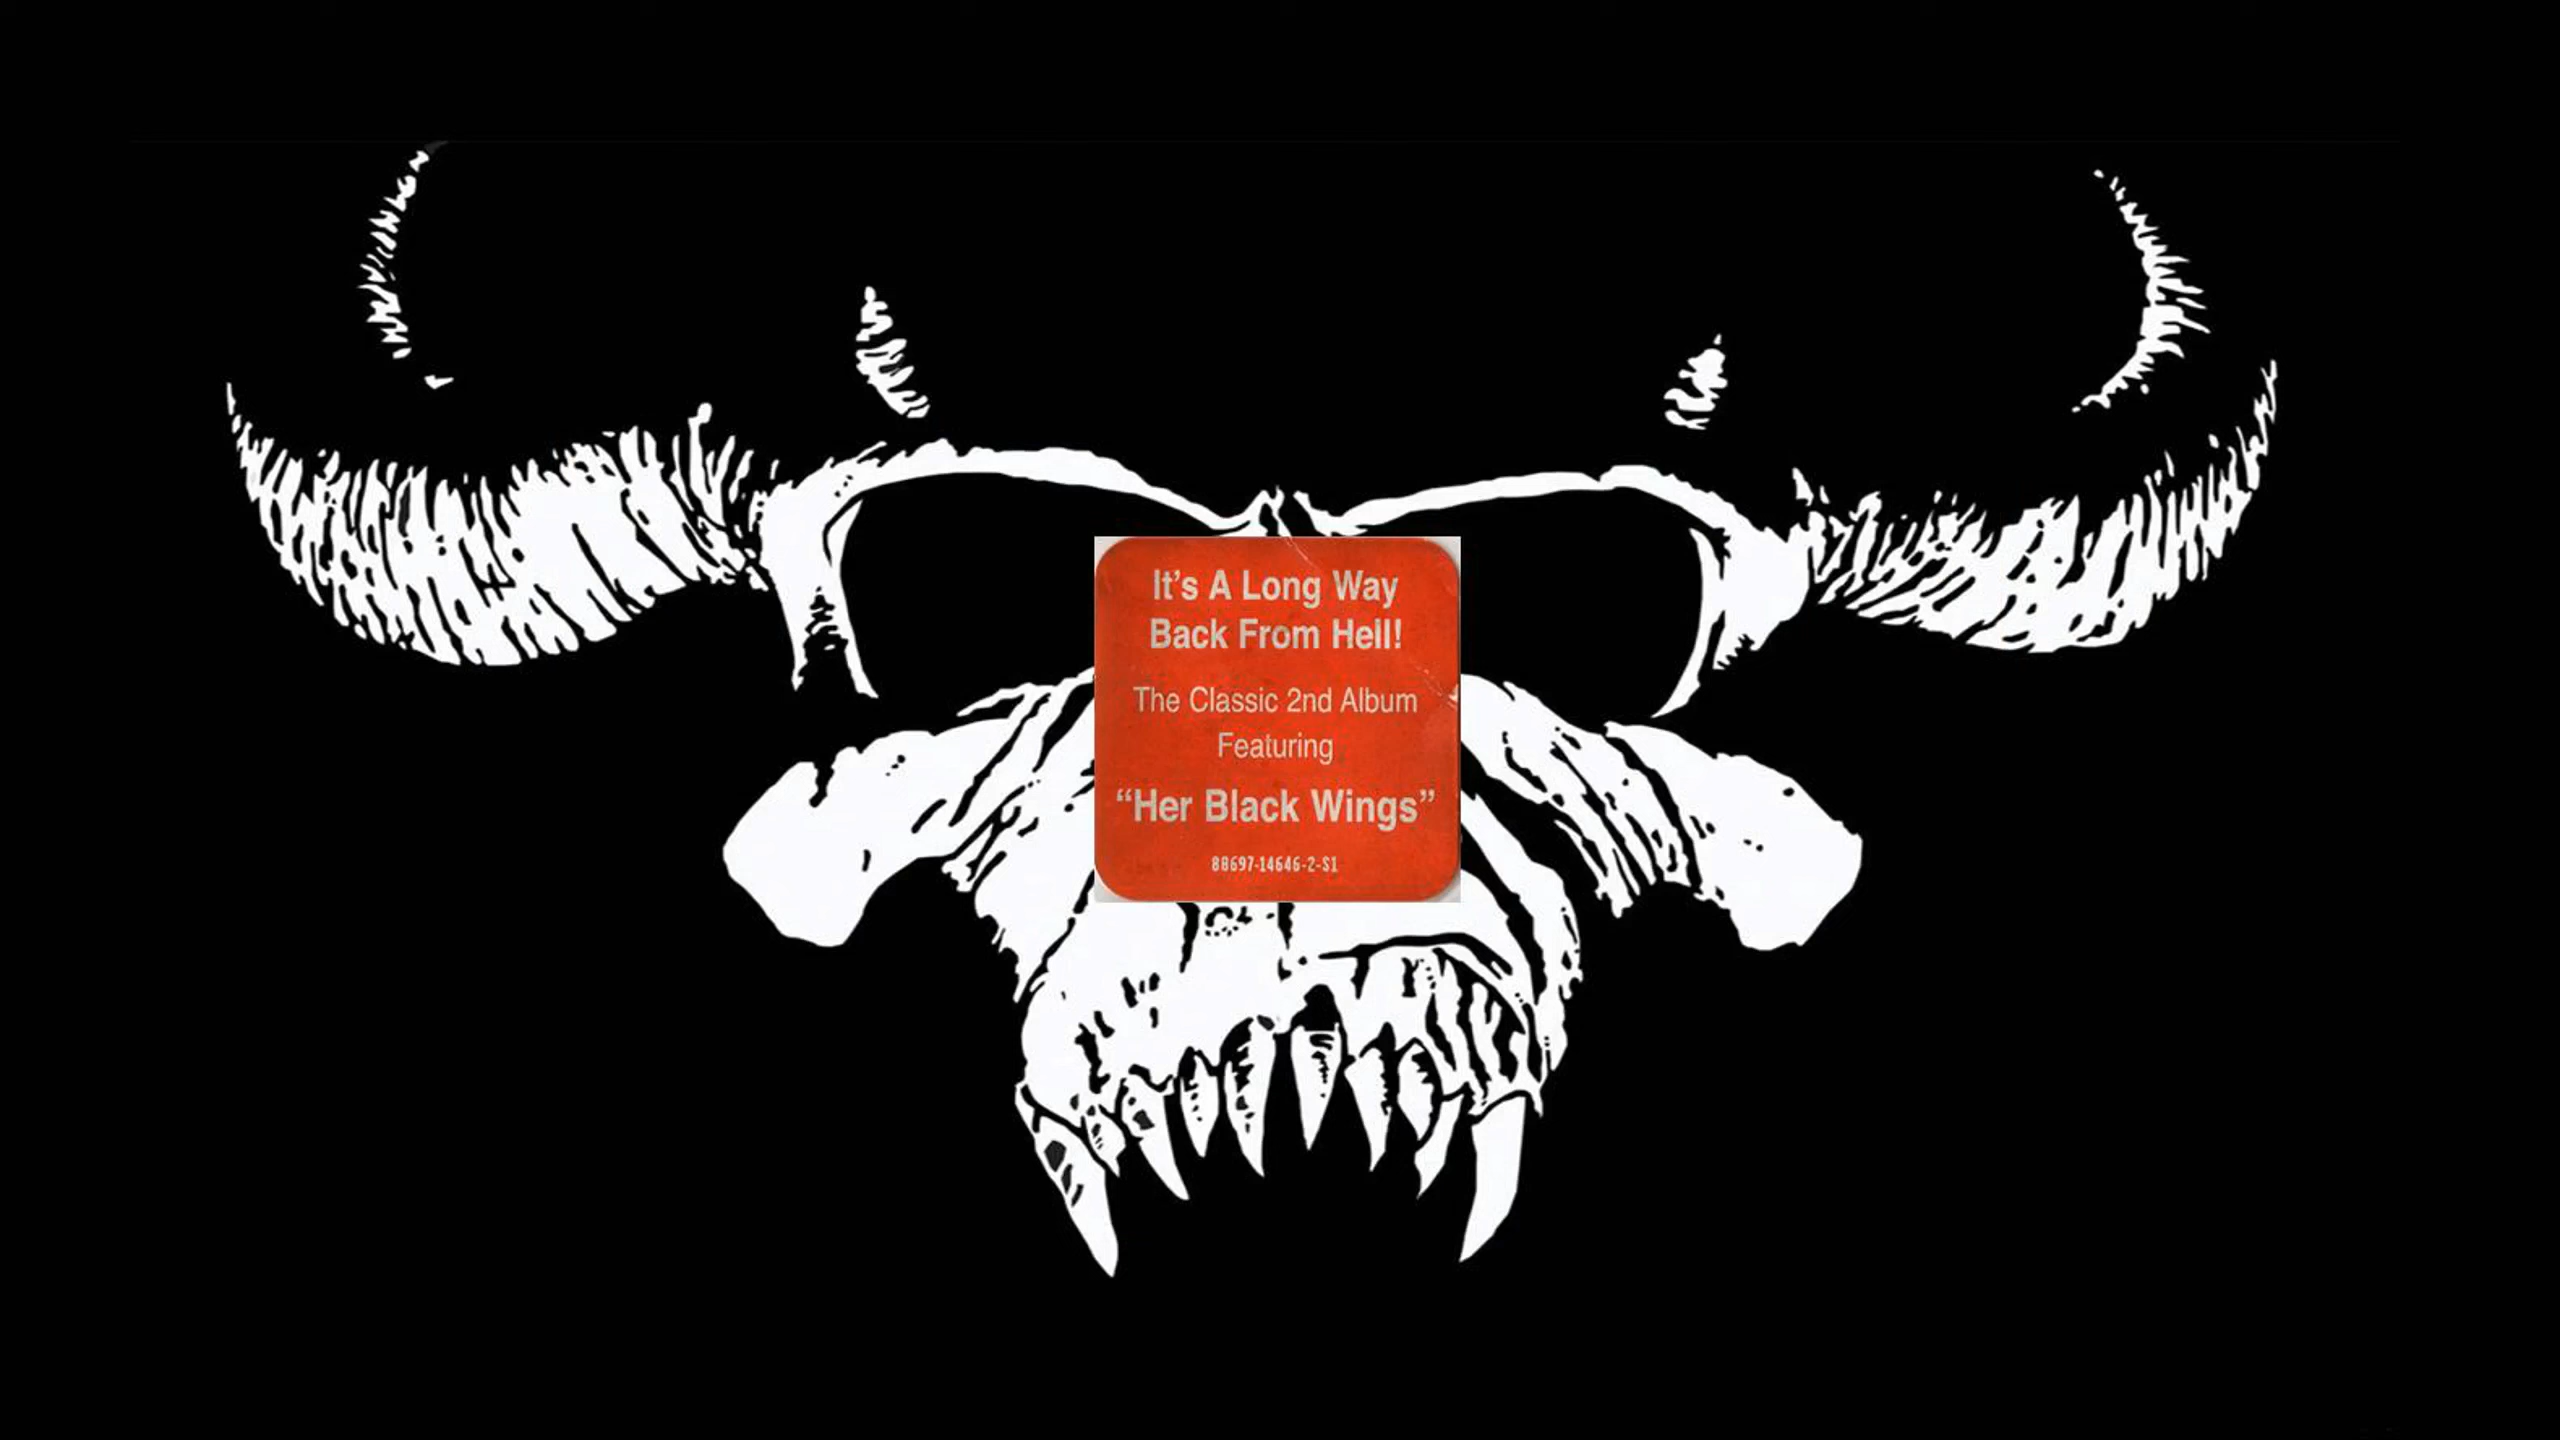 It's A Long Way
Back From Hell!
The Classic 2nd Album
Featuring
“Her Black Wings”
88697-14646-2-S1